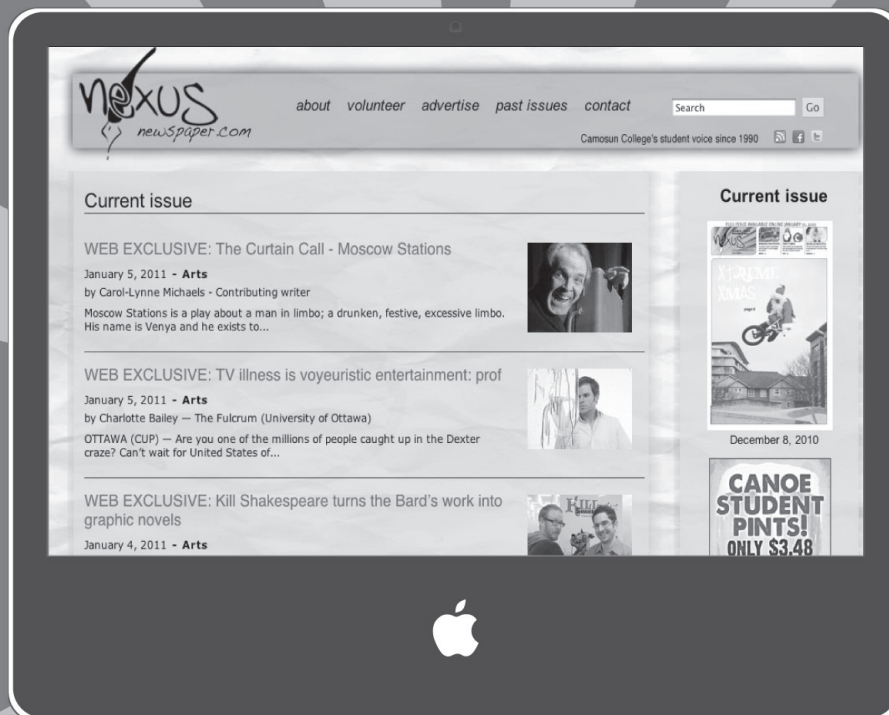 nexus
newspaper.com
about volunteer advertise past issues contact
Search
Go
Camosun College's student voice since 1990
Current issue
WEB EXCLUSIVE: The Curtain Call - Moscow Stations
January 5, 2011 - Arts
by Carol-Lynne Michaels - Contributing writer
Moscow Stations is a play about a man in limbo; a drunken, festive, excessive limbo.
His name is Venya and he exists to...
WEB EXCLUSIVE: TV illness is voyeuristic entertainment: prof
January 5, 2011 - Arts
by Charlotte Bailey — The Fulcrum (University of Ottawa)
OTTAWA (CUP) — Are you one of the millions of people caught up in the Dexter
craze? Can't wait for United States of...
WEB EXCLUSIVE: Kill Shakespeare turns the Bard's work into
graphic novels
January 4, 2011 - Arts
KILL
Current issue
nexus
X-TREME
XMAS
December 8, 2010
CANOE
STUDENT
PINTS!
ONLY $3.48